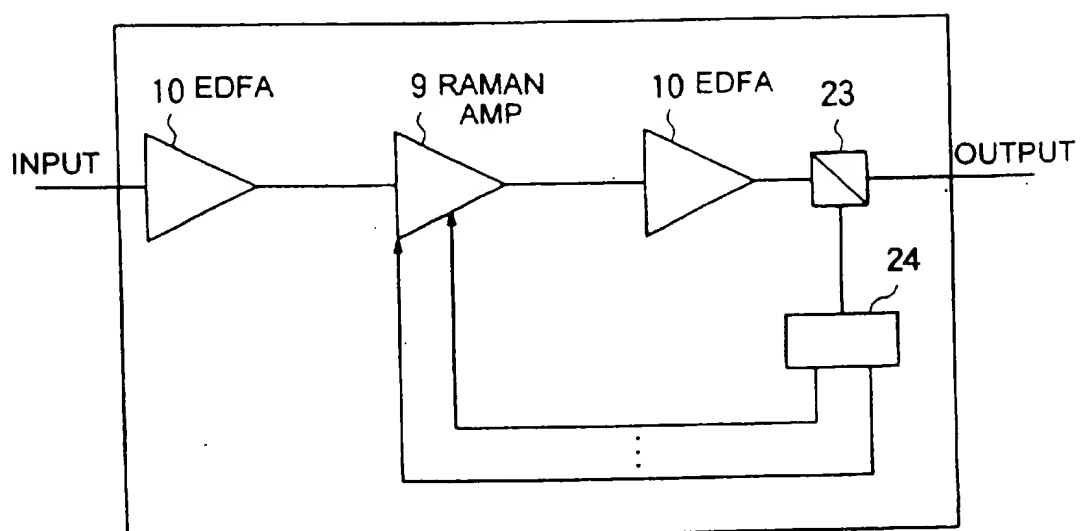 10 EDFA
9 RAMAN
AMP
10 EDFA
23
INPUT
OUTPUT
24